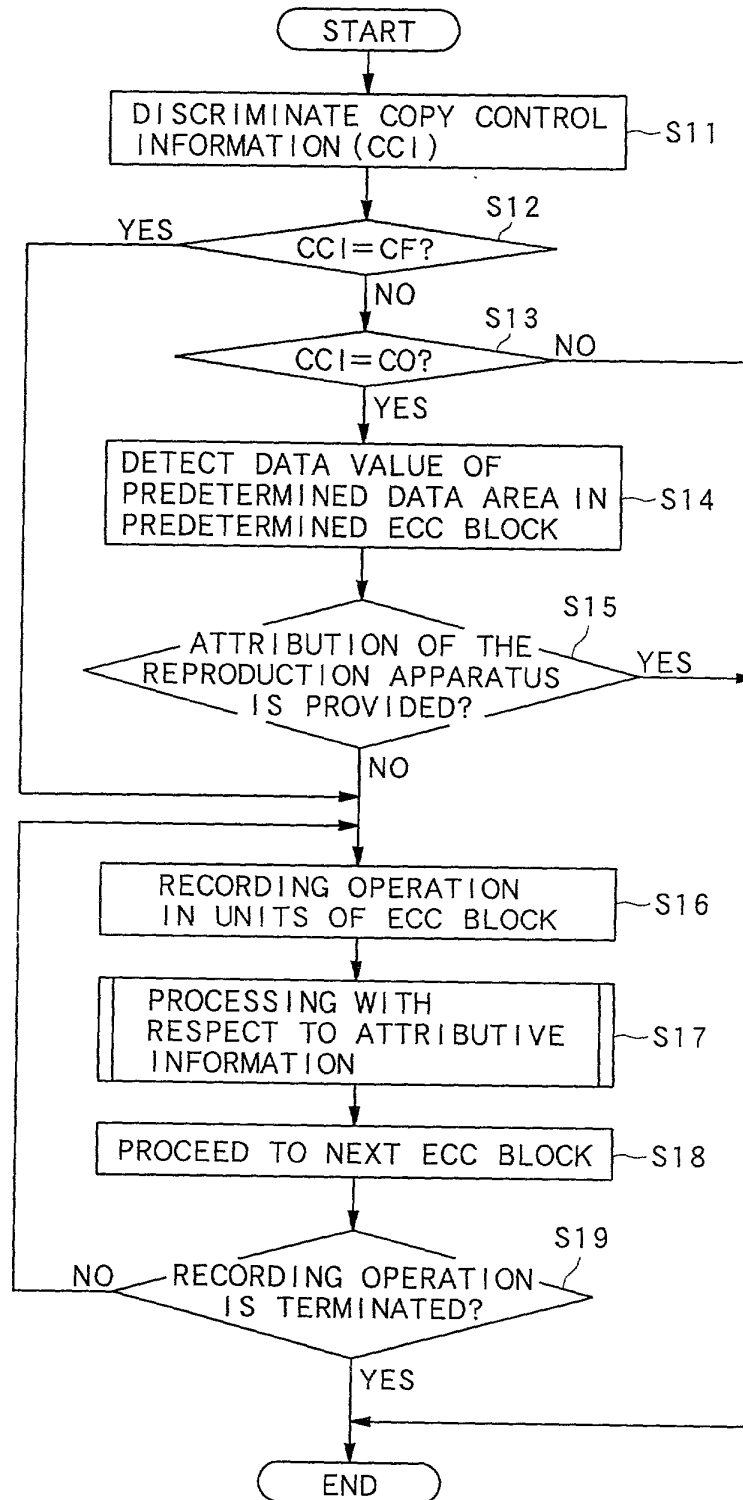 START
DISCRIMINATE COPY CONTROL
INFORMATION(CCI)
S11
S12
YES
CCI=CF?
NO
S13
CCI=CO?
NO
YES
DETECT DATA VALUE OF
PREDETERMINED DATA AREA IN
PREDETERMINED ECC BLOCK
S14
S15
ATTRIBUTION OF THE
REPRODUCTION APPARATUS
IS PROVIDED?
YES
NO
RECORDING OPERATION
IN UNITS OF ECC BLOCK
S16
PROCESSING WITH
RESPECT TO ATTRIBUTIVE
INFORMATION
S17
PROCEED TO NEXT ECC BLOCK
S18
S19
NO
RECORDING OPERATION
IS TERMINATED?
YES
END